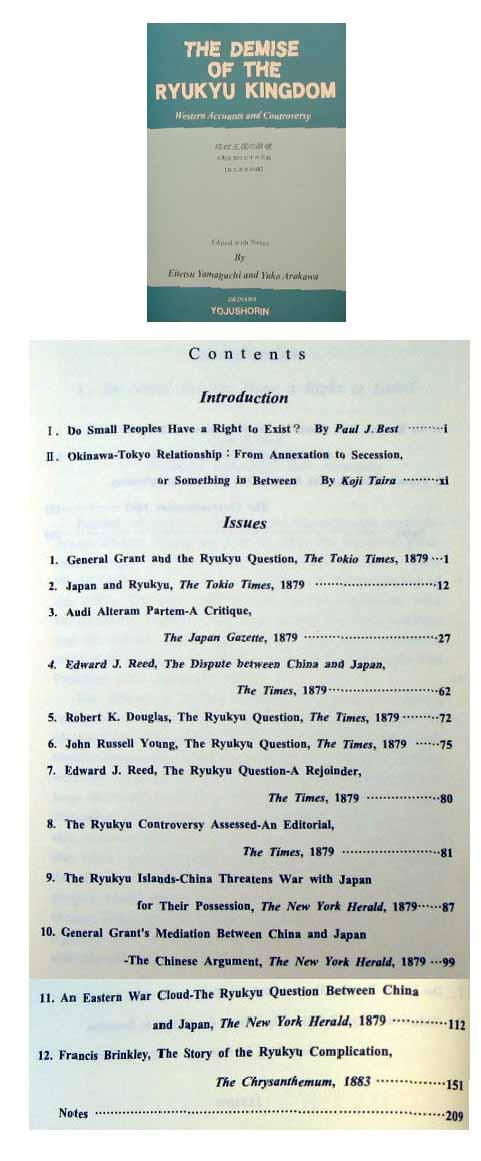 THE DEMISE
OF THE
RYUKYU KINGDOM
Western Accounts and Controversy
琉球王国の崩壊
Edited with Notes
By
Eitetsu Yamaguchi and Yuko Arakawa
OKINAWA
YOJUSHORIN
Contents
Introduction
I. Do Small Peoples Have a Right to Exist? By Paul J. Best ·········i
II. Okinawa-Tokyo Relationship : From Annexation to Secession,
or Something in Between By Koji Taira ·········xi
Issues
1. General Grant and the Ryukyu Question, The Tokio Times, 1879 ···1
2. Japan and Ryukyu, The Tokio Times, 1879 ···························12
3. Audi Alteram Partem-A Critique,
The Japan Gazette, 1879 ······························27
4. Edward J. Reed, The Dispute between China and Japan,
The Times, 1879·························62
5. Robert K. Douglas, The Ryukyu Question, The Times, 1879·········72
6. John Russell Young, The Ryukyu Question, The Times, 1879 ······75
7. Edward J. Reed, The Ryukyu Question-A Rejoinder,
The Times, 1879 ·················80
8. The Ryukyu Controversy Assessed-An Editorial,
The Times, 1879 ······················81
9. The Ryukyu Islands-China Threatens War with Japan
for Their Possession, The New York Herald, 1879······87
10. General Grant's Mediation Between China and Japan
-The Chinese Argument, The New York Herald, 1879 ···99
11. An Eastern War Cloud-The Ryukyu Question Between China
and Japan, The New York Herald, 1879 ············112
12. Francis Brinkley, The Story of the Ryukyu Complication,
The Chrysanthemum, 1883 ···············151
Notes ··············································································209